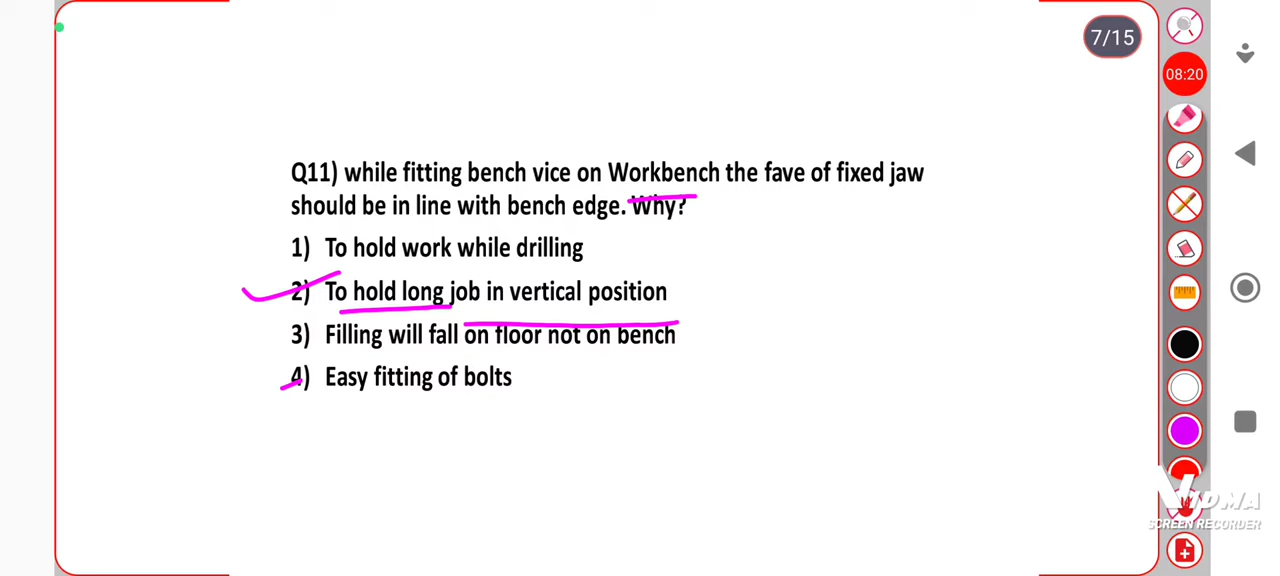 7/15
08:20
Q11) while fitting bench vice on Workbench the fave of fixed jaw
should be in line with bench edge. Why?
1) To hold work while drilling
2) To hold long job in vertical position
3) Filling will fall on floor not on bench
4) Easy fitting of bolts
VIDMA
SCREEN RECORDER